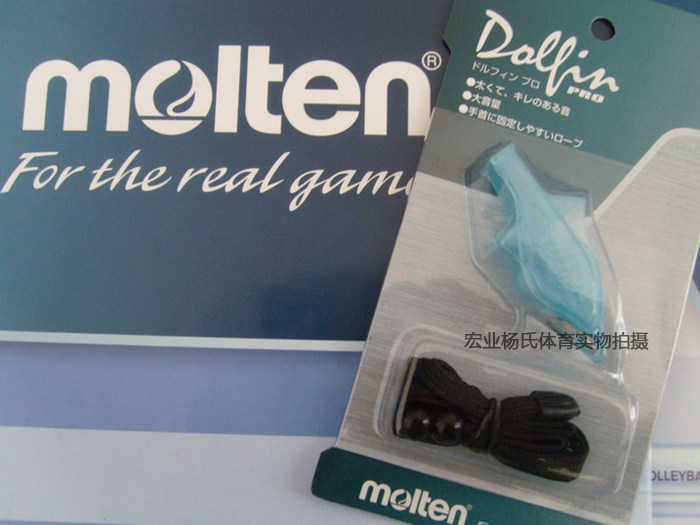 molten®
For the real game
Dolfin
PRO
ドルフィン プロ
●太くて、キレのある音
●大音量
●手首に固定しやすいロープ
宏业杨氏体育实物拍摄
molten®
OLLEYBA